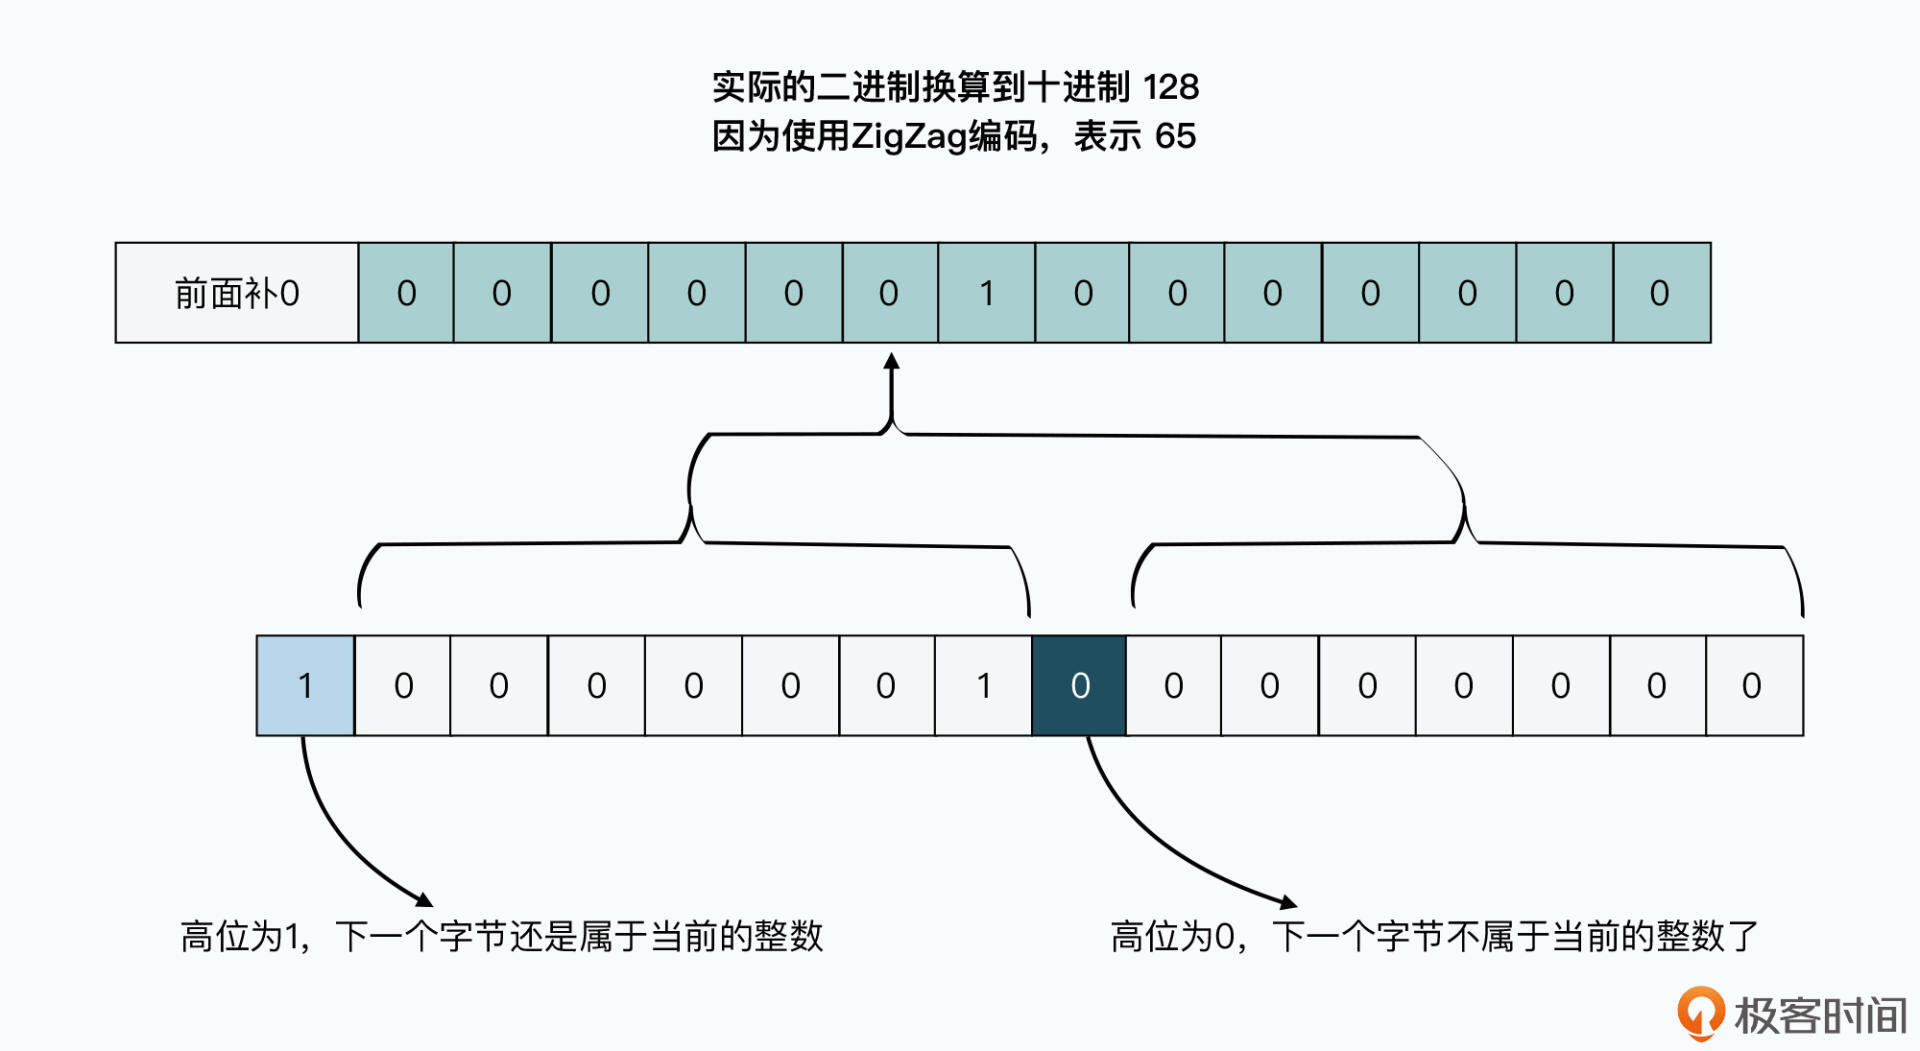 实际的二进制换算到十进制 128
因为使用ZigZag编码，表示 65
前面补0 0 0 0 0 0 0 1 0 0 0 0 0 0 0
1 0 0 0 0 0 0 1 0 0 0 0 0 0 0 0
高位为1，下一个字节还是属于当前的整数
高位为0，下一个字节不属于当前的整数了
极客时间